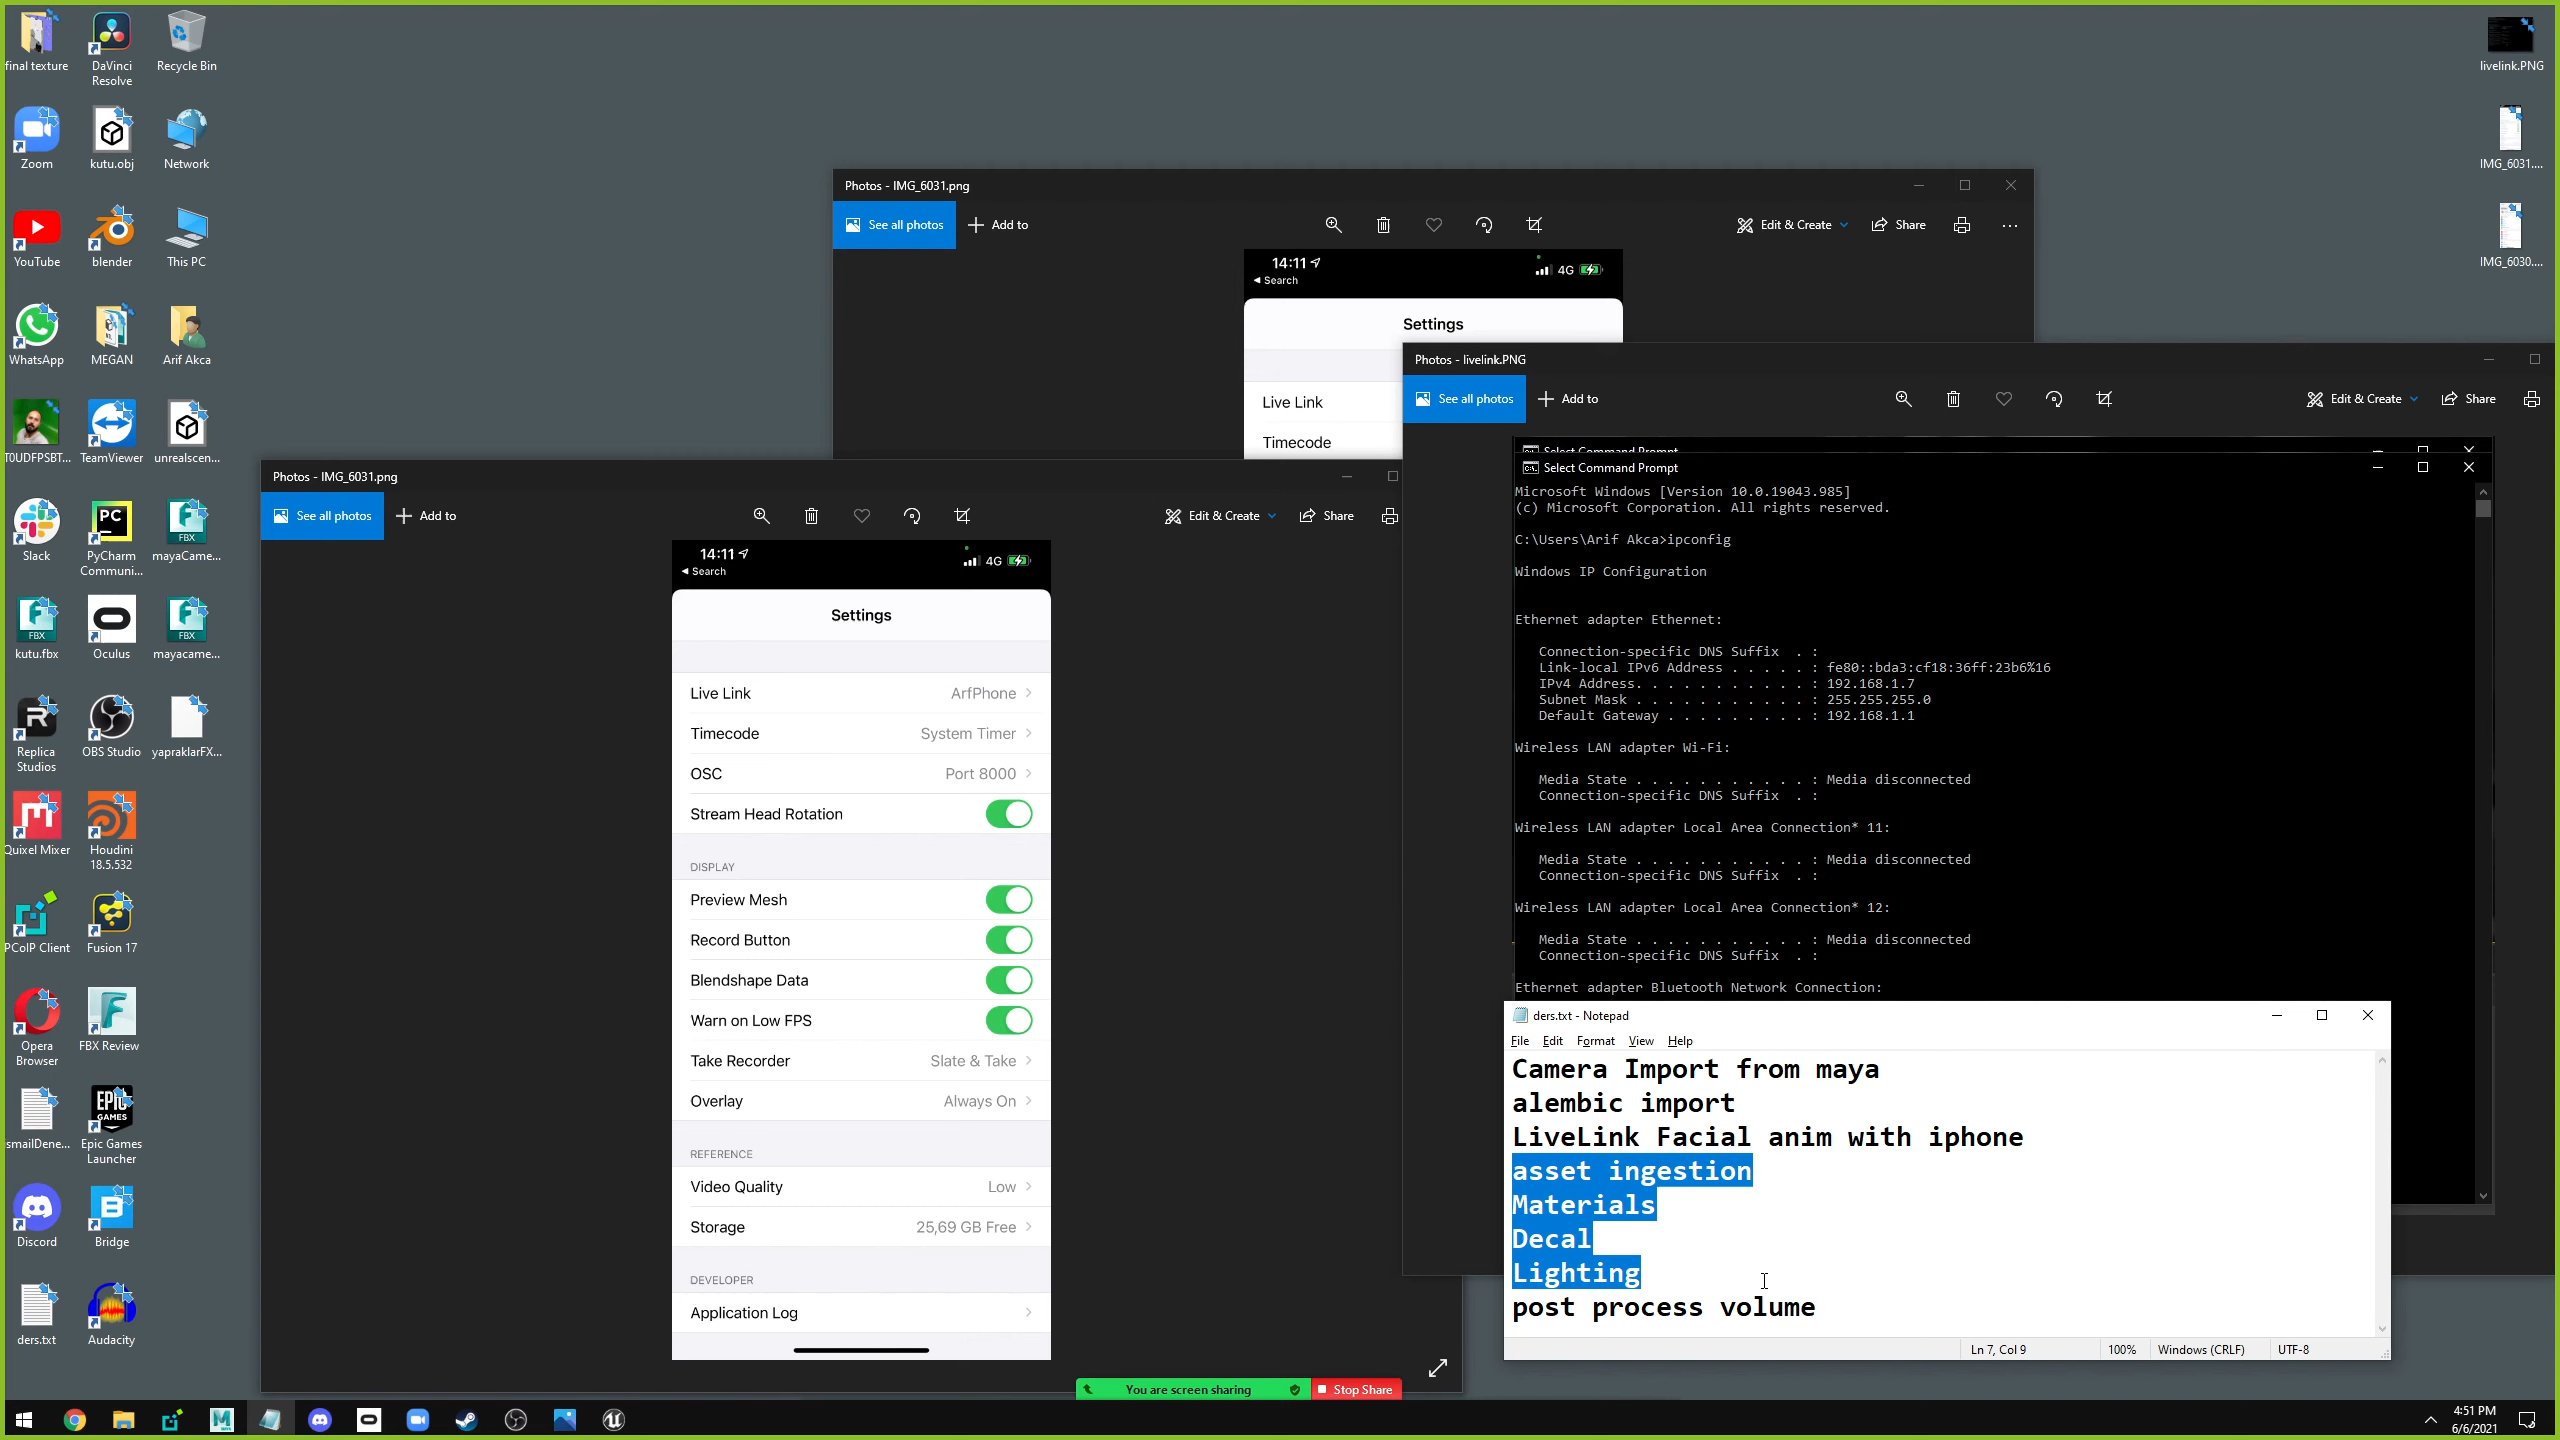 final texture
DaVinci
Resolve
Recycle Bin
Zoom
kutu.obj
Network
YouTube
blender
This PC
WhatsApp
MEGAN
Arif Akca
T0UDFPSBT...
TeamViewer
unrealscen...
Slack
PyCharm
Communi...
mayaCame...
kutu.fbx
Oculus
mayacame...
Replica
Studios
OBS Studio
yapraklarFX...
Quixel Mixer
Houdini
18.5.532
PCoIP Client
Fusion 17
Opera
Browser
FBX Review
smailDene...
Epic Games
Launcher
Discord
Bridge
ders.txt
Audacity
livelink.PNG
IMG_6031....
IMG_6030....
Photos - IMG_6031.png
See all photos
Add to
Edit & Create
Share
14:11
4G
Search
Settings
Live Link
Timecode
Photos - livelink.PNG
See all photos
Add to
Edit & Create
Share
Select Command Prompt
Select Command Prompt
Microsoft Windows [Version 10.0.19043.985]
(c) Microsoft Corporation. All rights reserved.
C:\Users\Arif Akca>ipconfig
Windows IP Configuration
Ethernet adapter Ethernet:
Connection-specific DNS Suffix  . :
Link-local IPv6 Address . . . . . : fe80::bda3:cf18:36ff:23b6%16
IPv4 Address. . . . . . . . . . . : 192.168.1.7
Subnet Mask . . . . . . . . . . . : 255.255.255.0
Default Gateway . . . . . . . . . : 192.168.1.1
Wireless LAN adapter Wi-Fi:
Media State . . . . . . . . . . . : Media disconnected
Connection-specific DNS Suffix  . :
Wireless LAN adapter Local Area Connection* 11:
Media State . . . . . . . . . . . : Media disconnected
Connection-specific DNS Suffix  . :
Wireless LAN adapter Local Area Connection* 12:
Media State . . . . . . . . . . . : Media disconnected
Connection-specific DNS Suffix  . :
Ethernet adapter Bluetooth Network Connection:
Photos - IMG_6031.png
See all photos
Add to
Edit & Create
Share
14:11
4G
Search
Settings
Live Link ArfPhone
Timecode System Timer
OSC Port 8000
Stream Head Rotation
DISPLAY
Preview Mesh
Record Button
Blendshape Data
Warn on Low FPS
Take Recorder Slate & Take
Overlay Always On
REFERENCE
Video Quality Low
Storage 25,69 GB Free
DEVELOPER
Application Log
ders.txt - Notepad
File Edit Format View Help
Camera Import from maya
alembic import
LiveLink Facial anim with iphone
asset ingestion
Materials
Decal
Lighting
post process volume
Ln 7, Col 9
100%
Windows (CRLF)
UTF-8
You are screen sharing
Stop Share
4:51 PM
6/6/2021